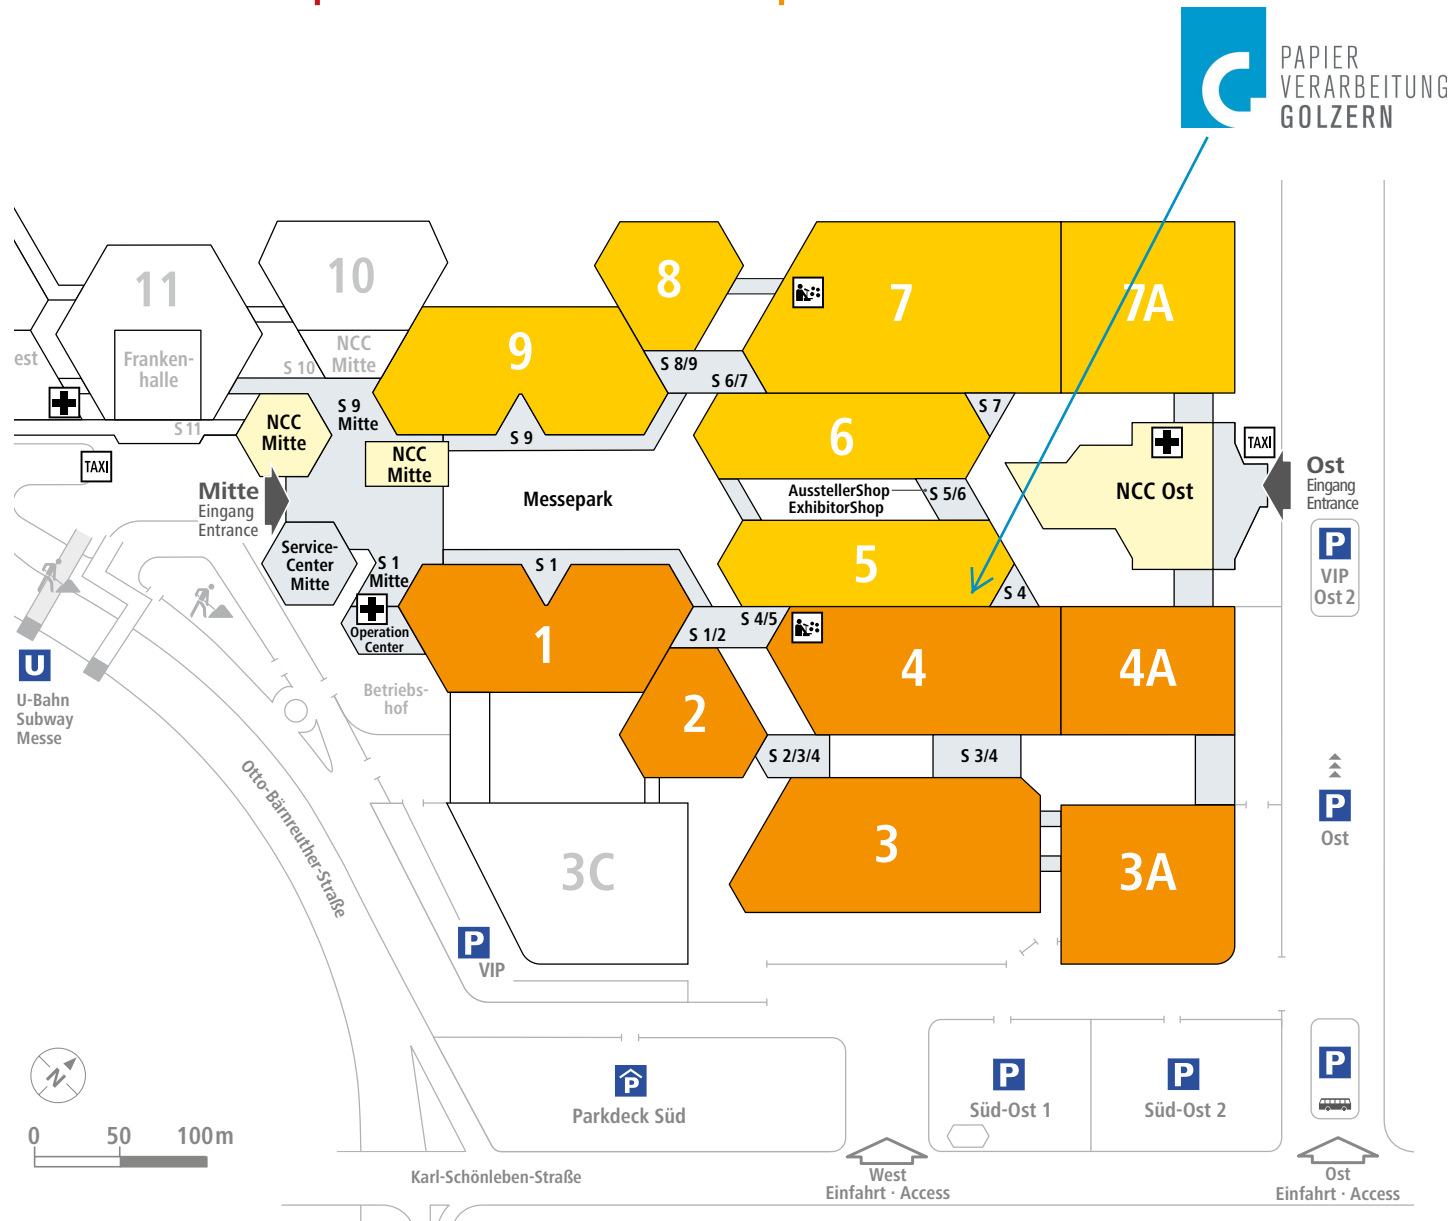 PAPIER
VERARBEITUNG
GOLZERN
11
10
8
7
7A
9
NCC
Mitte
Franken-
halle
est
S 10
S 8/9
S 6/7
S 9
Mitte
S 7
6
NCC
Mitte
S 11
S 9
NCC
Mitte
TAXI
TAXI
Ost
Eingang
Entrance
NCC Ost
Messepark
AusstellerShop
ExhibitorShop
S 5/6
Mitte
Eingang
Entrance
P
VIP
Ost 2
Service-
Center
Mitte
S 1
Mitte
S 1
5
S 4
Operation
Center
1
S 4/5
S 1/2
4
4A
U
U-Bahn
Subway
Messe
Betriebs-
hof
2
S 2/3/4
S 3/4
Otto-Bärnreuther-Straße
P
Ost
3
3A
3C
P
VIP
N
0 50 100m
P
Parkdeck Süd
P
Süd-Ost 1
P
Süd-Ost 2
P
Karl-Schönleben-Straße
West
Einfahrt · Access
Ost
Einfahrt · Access